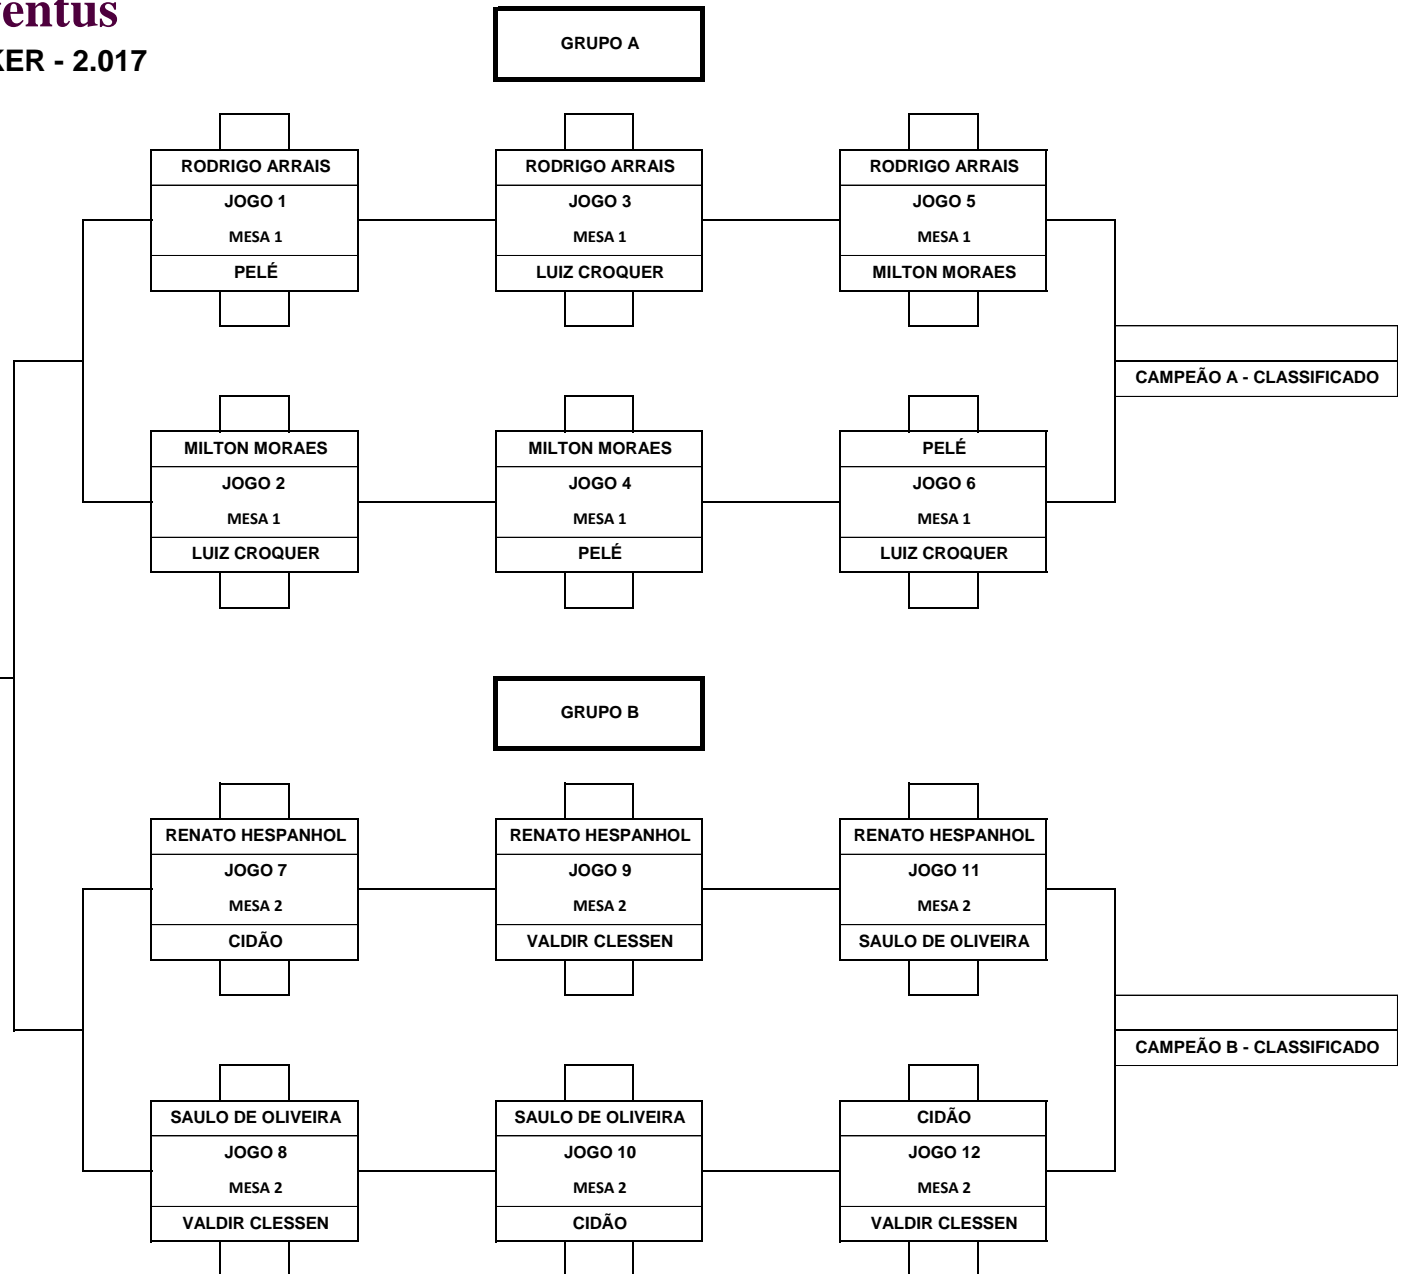 GRUPO A
- 2.017
RODRIGO ARRAIS
JOGO 1
MESA 1
PELÉ
RODRIGO ARRAIS
JOGO 3
MESA 1
LUIZ CROQUER
RODRIGO ARRAIS
JOGO 5
MESA 1
MILTON MORAES
CAMPEÃO A - CLASSIFICADO
MILTON MORAES
JOGO 2
MESA 1
LUIZ CROQUER
MILTON MORAES
JOGO 4
MESA 1
PELÉ
PELÉ
JOGO 6
MESA 1
LUIZ CROQUER
GRUPO B
RENATO HESPANHOL
JOGO 7
MESA 2
CIDÃO
RENATO HESPANHOL
JOGO 9
MESA 2
VALDIR CLESSEN
RENATO HESPANHOL
JOGO 11
MESA 2
SAULO DE OLIVEIRA
CAMPEÃO B - CLASSIFICADO
SAULO DE OLIVEIRA
JOGO 8
MESA 2
VALDIR CLESSEN
SAULO DE OLIVEIRA
JOGO 10
MESA 2
CIDÃO
CIDÃO
JOGO 12
MESA 2
VALDIR CLESSEN